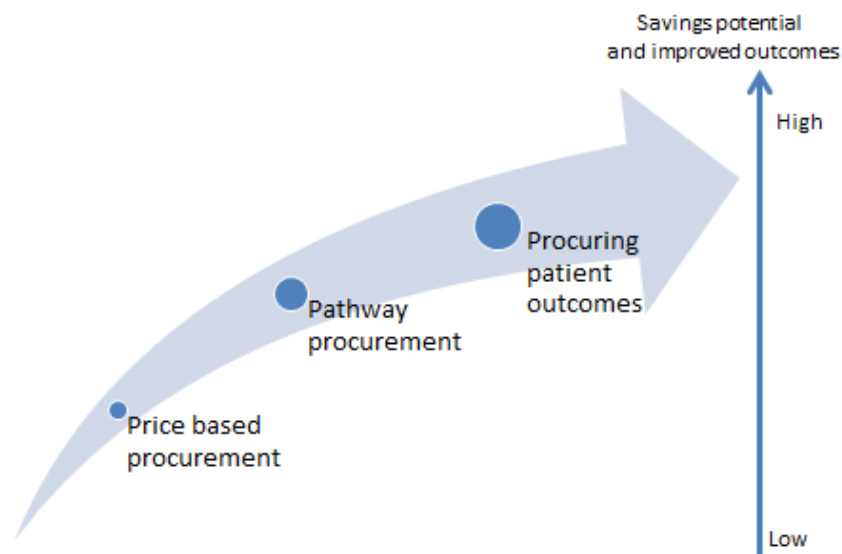 Savings potential
and improved outcomes
High
Procuring
patient
outcomes
Pathway
procurement
Price based
procurement
Low